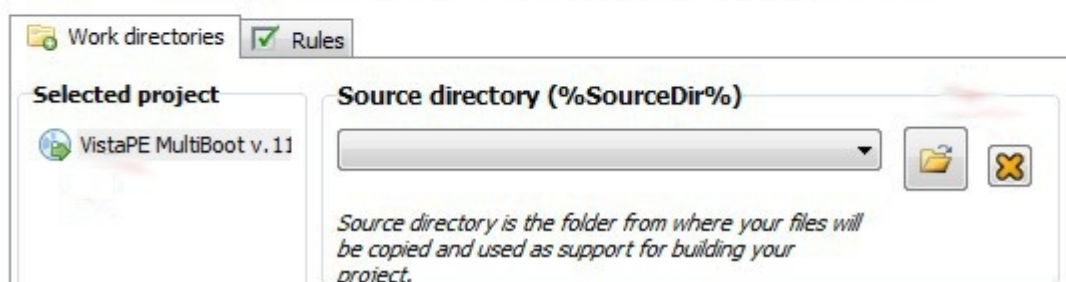 Work directories
Rules
Selected project
Source directory (%SourceDir%)
VistaPE MultiBoot v.11
Source directory is the folder from where your files will
be copied and used as support for building your
project.